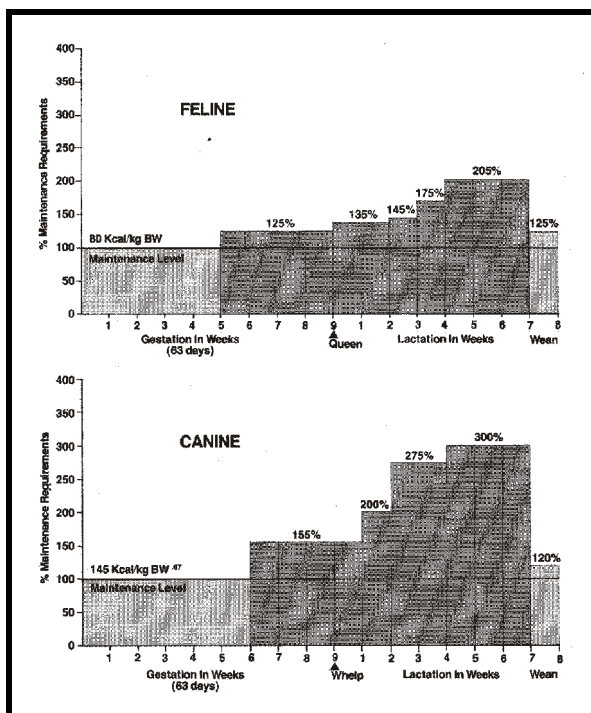 400
350
300
250
200
150
100
50
0
% Maintenance Requirements
FELINE
80 Kcal/kg BW
Maintenance Level
125%
135%
145%
175%
205%
125%
1 2 3 4 5 6 7 8 9 1 2 3 4 5 6 7 8
Gestation In Weeks
(63 days)
Queen
Lactation In Weeks
Wean
400
350
300
250
200
150
100
50
0
% Maintenance Requirements
CANINE
145 Kcal/kg BW .67
Maintenance Level
155%
200%
275%
300%
120%
1 2 3 4 5 6 7 8 9 1 2 3 4 5 6 7 8
Gestation In Weeks
(63 days)
Whelp
Lactation In Weeks
Wean